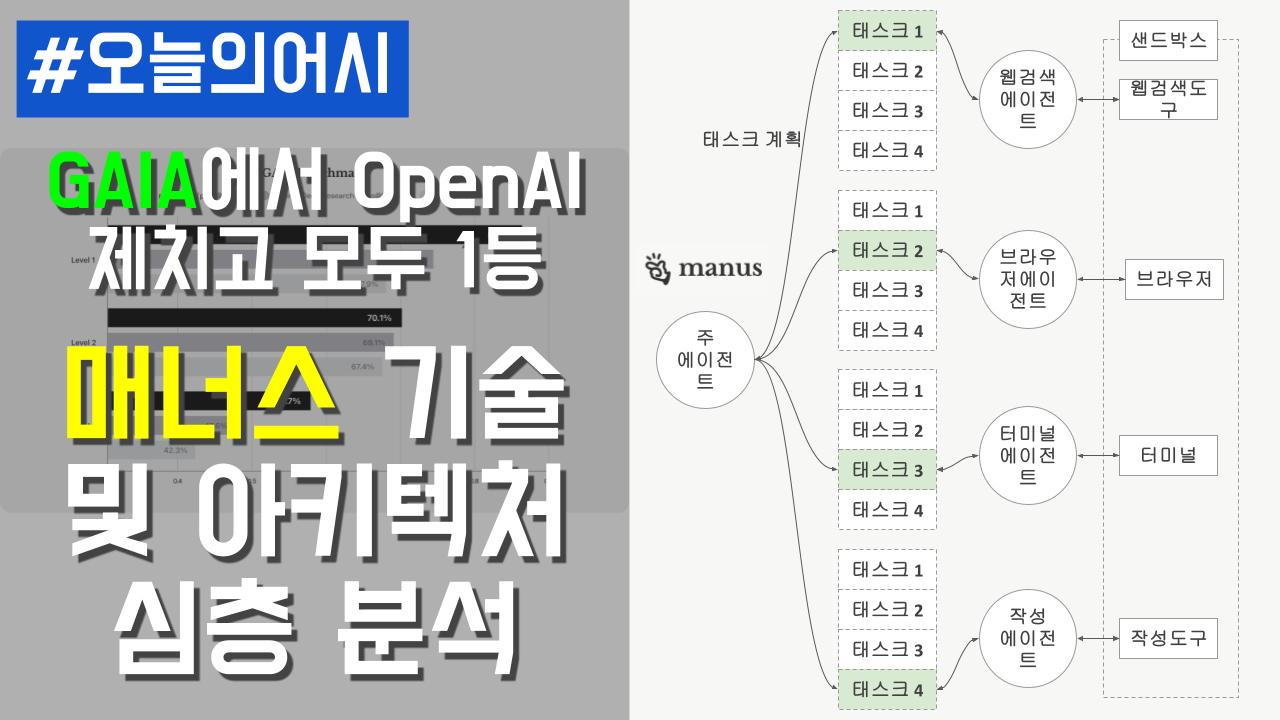 #오늘의어시
GAIA에서 OpenAI
제치고 모두 1등
매너스 기술
및 아키텍처
심층 분석
Level 1
70.1%
Level 2
69.1%
67.4%
42.3%
0.4
태스크 계획
manus
주
에이전
트
태스크 1
태스크 2
태스크 3
태스크 4
태스크 1
태스크 2
태스크 3
태스크 4
태스크 1
태스크 2
태스크 3
태스크 4
태스크 1
태스크 2
태스크 3
태스크 4
웹검색
에이전
트
브라우
저에이
전트
터미널
에이전
트
작성
에이전
트
샌드박스
웹검색도
구
브라우저
터미널
작성도구